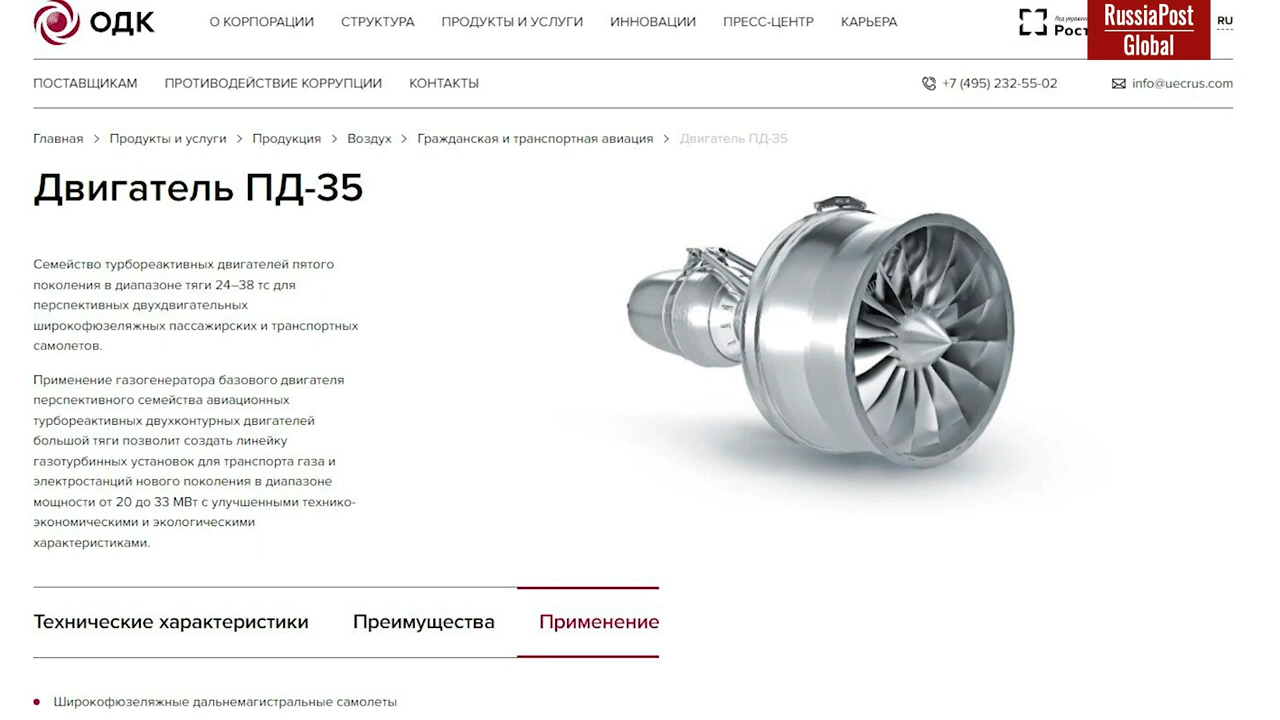 ОДК
О КОРПОРАЦИИ СТРУКТУРА ПРОДУКТЫ И УСЛУГИ ИННОВАЦИИ ПРЕСС-ЦЕНТР КАРЬЕРА
RussiaPost
Global
RU
ПОСТАВЩИКАМ ПРОТИВОДЕЙСТВИЕ КОРРУПЦИИ КОНТАКТЫ +7 (495) 232-55-02 info@uecrus.com
Главная > Продукты и услуги > Продукция > Воздух > Гражданская и транспортная авиация > Двигатель ПД-35
Двигатель ПД-35
Семейство турбореактивных двигателей пятого
поколения в диапазоне тяги 24–38 тс для
перспективных двухдвигательных
широкофюзеляжных пассажирских и транспортных
самолетов.
Применение газогенератора базового двигателя
перспективного семейства авиационных
турбореактивных двухконтурных двигателей
большой тяги позволит создать линейку
газотурбинных установок для транспорта газа и
электростанций нового поколения в диапазоне
мощности от 20 до 33 МВт с улучшенными технико-
экономическими и экологическими
характеристиками.
Технические характеристики Преимущества Применение
Широкофюзеляжные дальнемагистральные самолеты